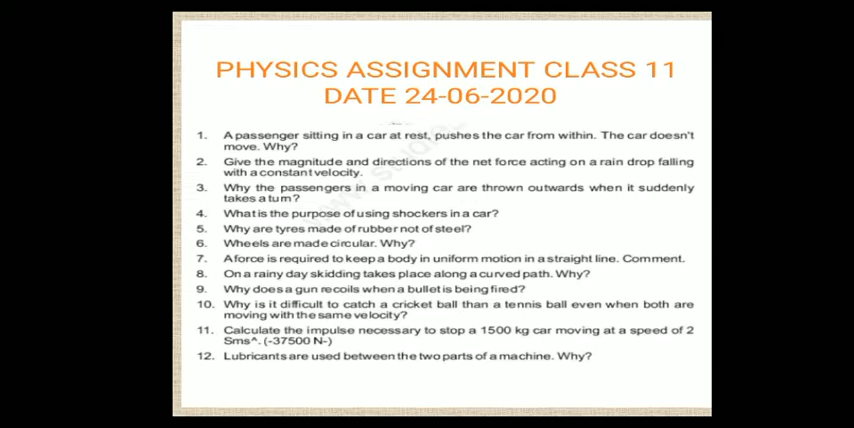 PHYSICS ASSIGNMENT CLASS 11
DATE 24-06-2020
1. A passenger sitting in a car at rest, pushes the car from within. The car doesn't
move. Why?
2. Give the magnitude and directions of the net force acting on a rain drop falling
with a constant velocity.
3. Why the passengers in a moving car are thrown outwards when it suddenly
takes a turn?
4. What is the purpose of using shockers in a car?
5. Why are tyres made of rubber not of steel?
6. Wheels are made circular. Why?
7. A force is required to keep a body in uniform motion in a straight line. Comment.
8. On a rainy day skidding takes place along a curved path. Why?
9. Why does a gun recoils when a bullet is being fired?
10. Why is it difficult to catch a cricket ball than a tennis ball even when both are
moving with the same velocity?
11. Calculate the impulse necessary to stop a 1500 kg car moving at a speed of 2
Sms^. (-37500 N-)
12. Lubricants are used between the two parts of a machine. Why?